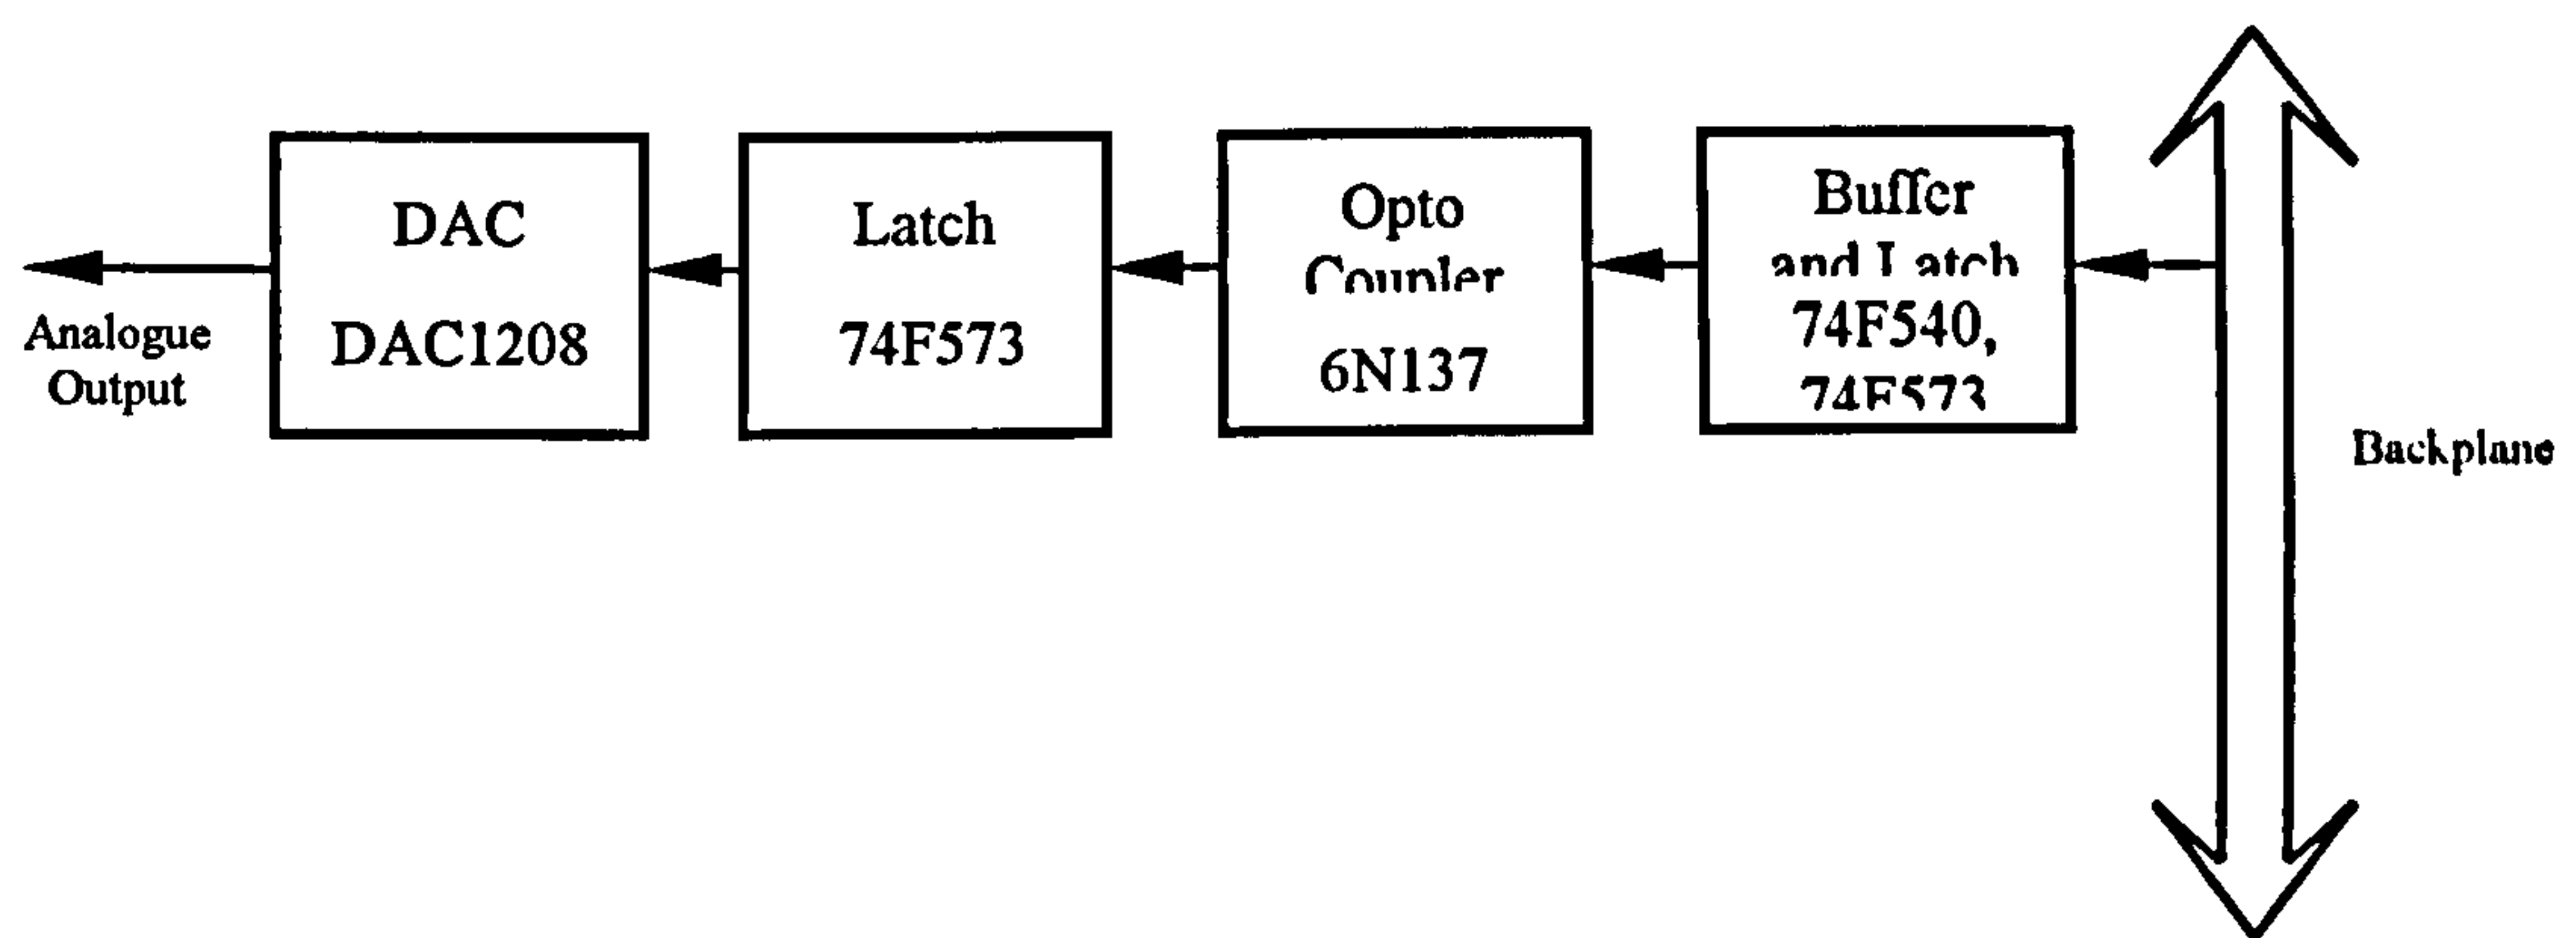 DAC
DAC1208
Latch
74F573
Opto
Coupler
6N137
Buffer
and Latch
74F540,
74F573
Analogue
Output
Backplane